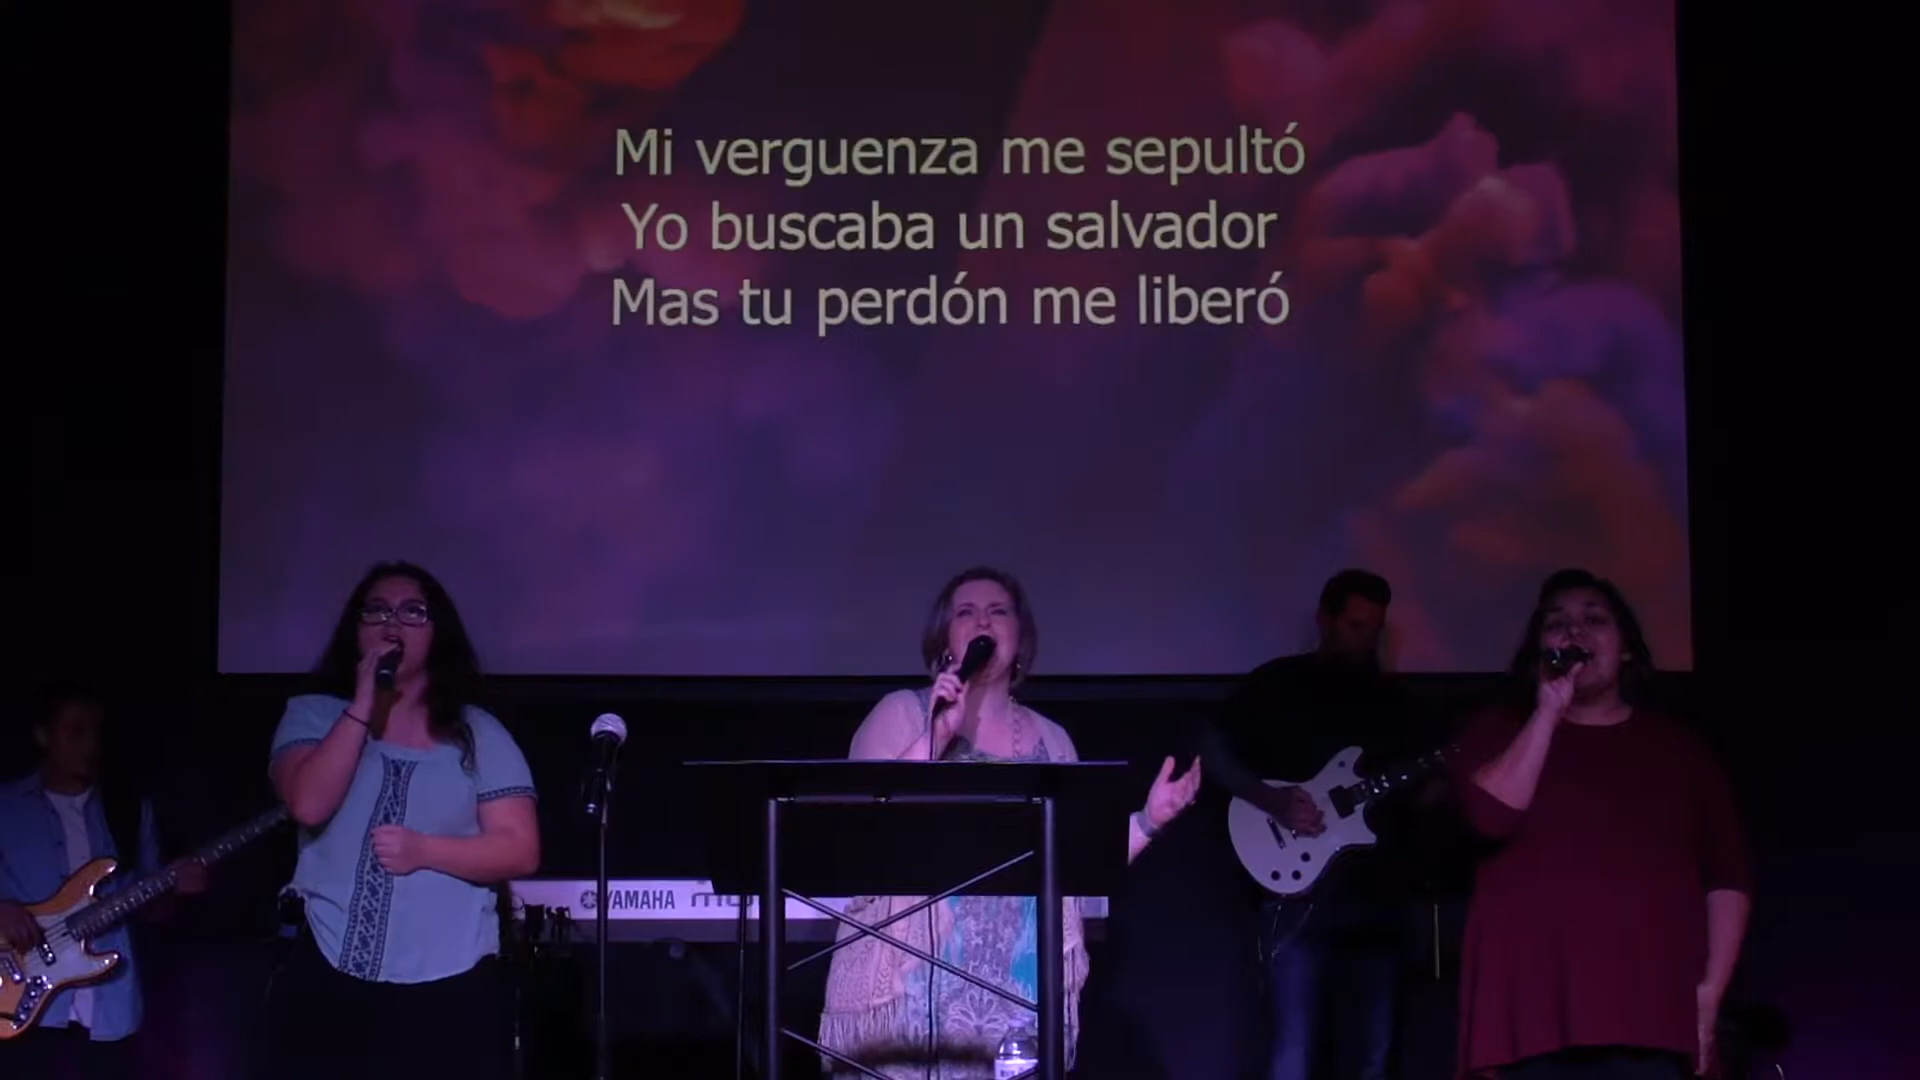 Mi verguenza me sepultó
Yo buscaba un salvador
Mas tu perdón me liberó
YAMAHA